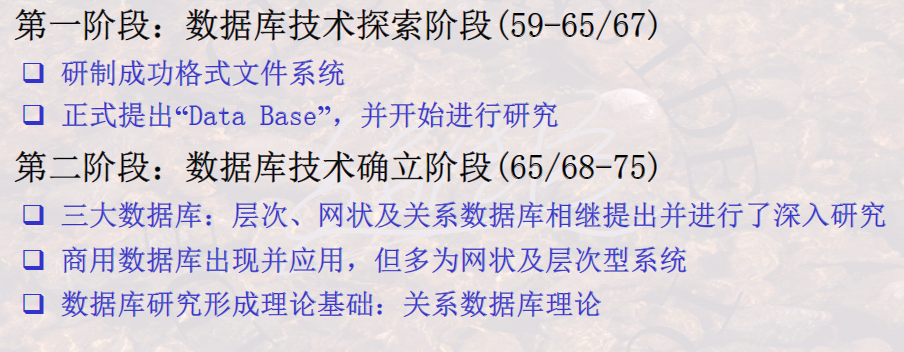 第一阶段：数据库技术探索阶段(59-65/67)
❑ 研制成功格式文件系统
❑ 正式提出“Data Base”，并开始进行研究
第二阶段：数据库技术确立阶段(65/68-75)
❑ 三大数据库：层次、网状及关系数据库相继提出并进行了深入研究
❑ 商用数据库出现并应用，但多为网状及层次型系统
❑ 数据库研究形成理论基础：关系数据库理论